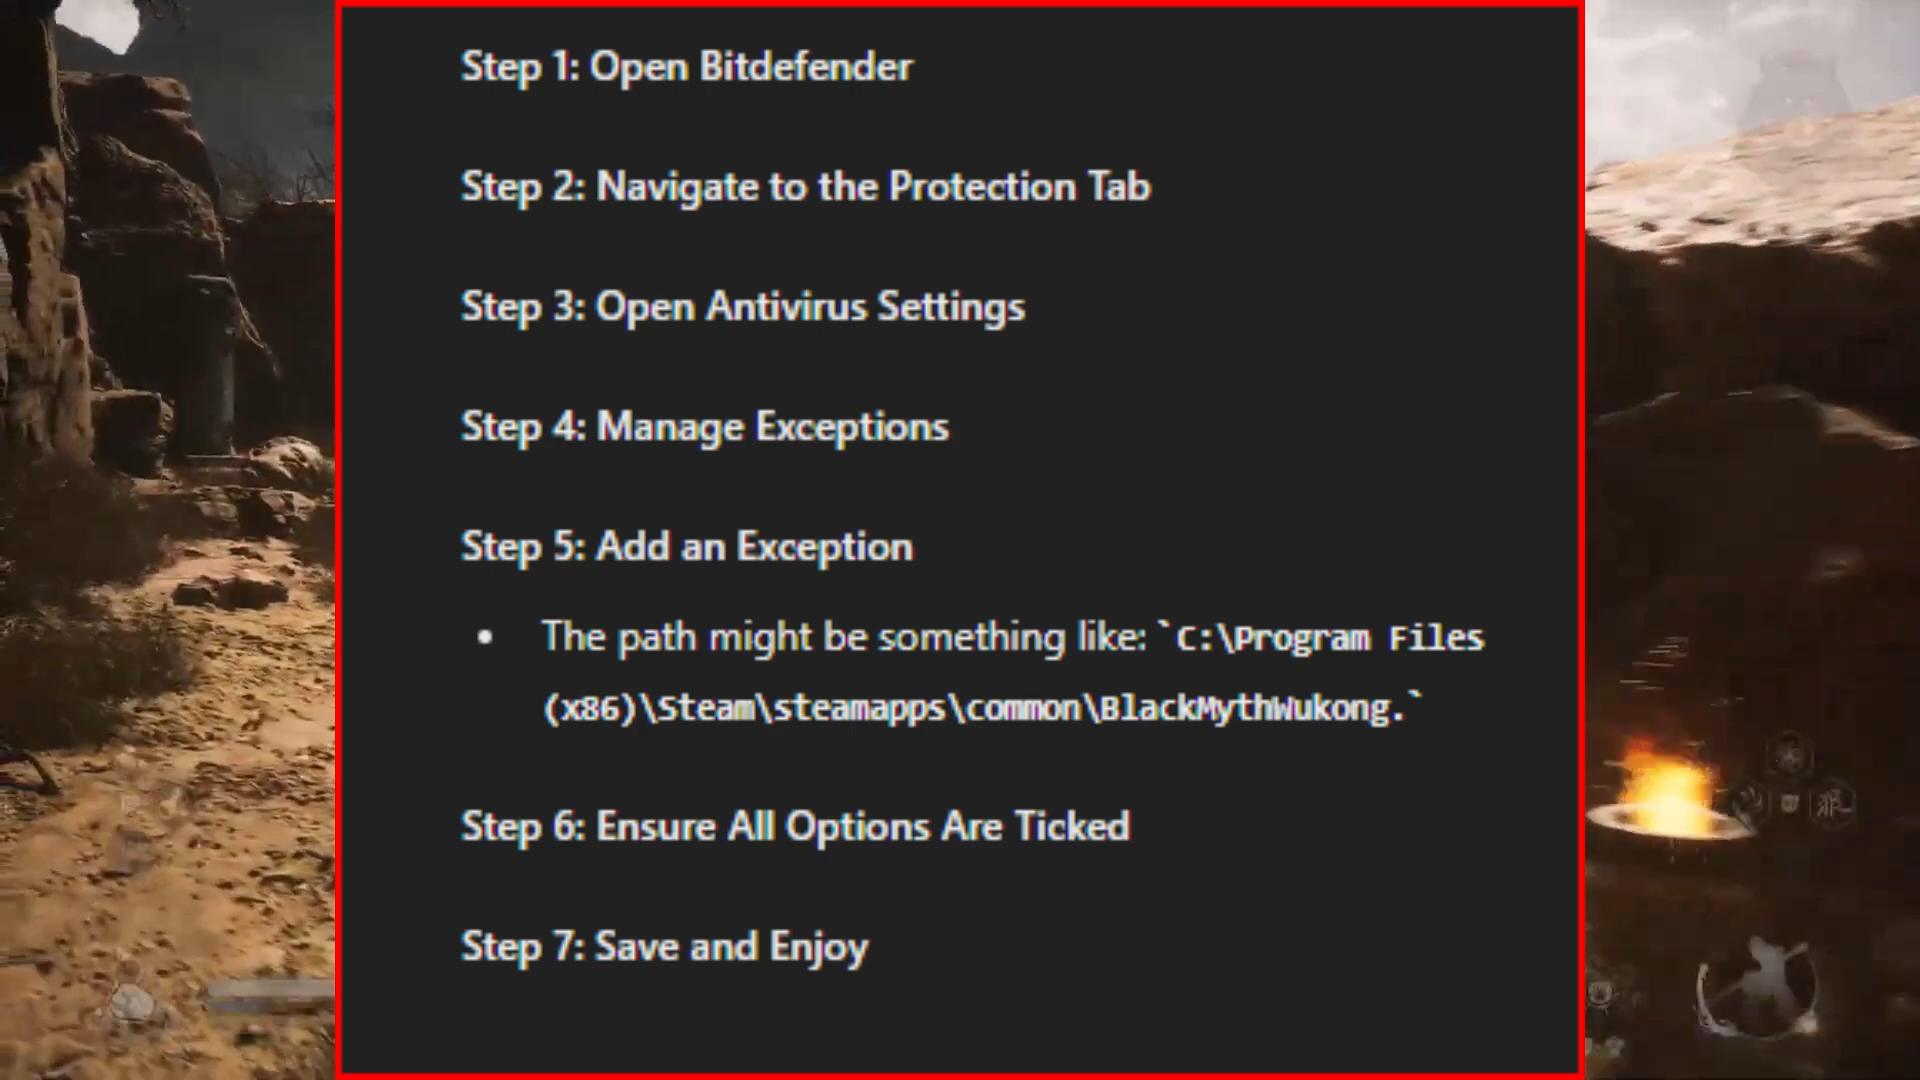 Step 1: Open Bitdefender
Step 2: Navigate to the Protection Tab
Step 3: Open Antivirus Settings
Step 4: Manage Exceptions
Step 5: Add an Exception
• The path might be something like: `C:\Program Files
(x86)\Steam\steamapps\common\BlackMythWukong.`
Step 6: Ensure All Options Are Ticked
Step 7: Save and Enjoy